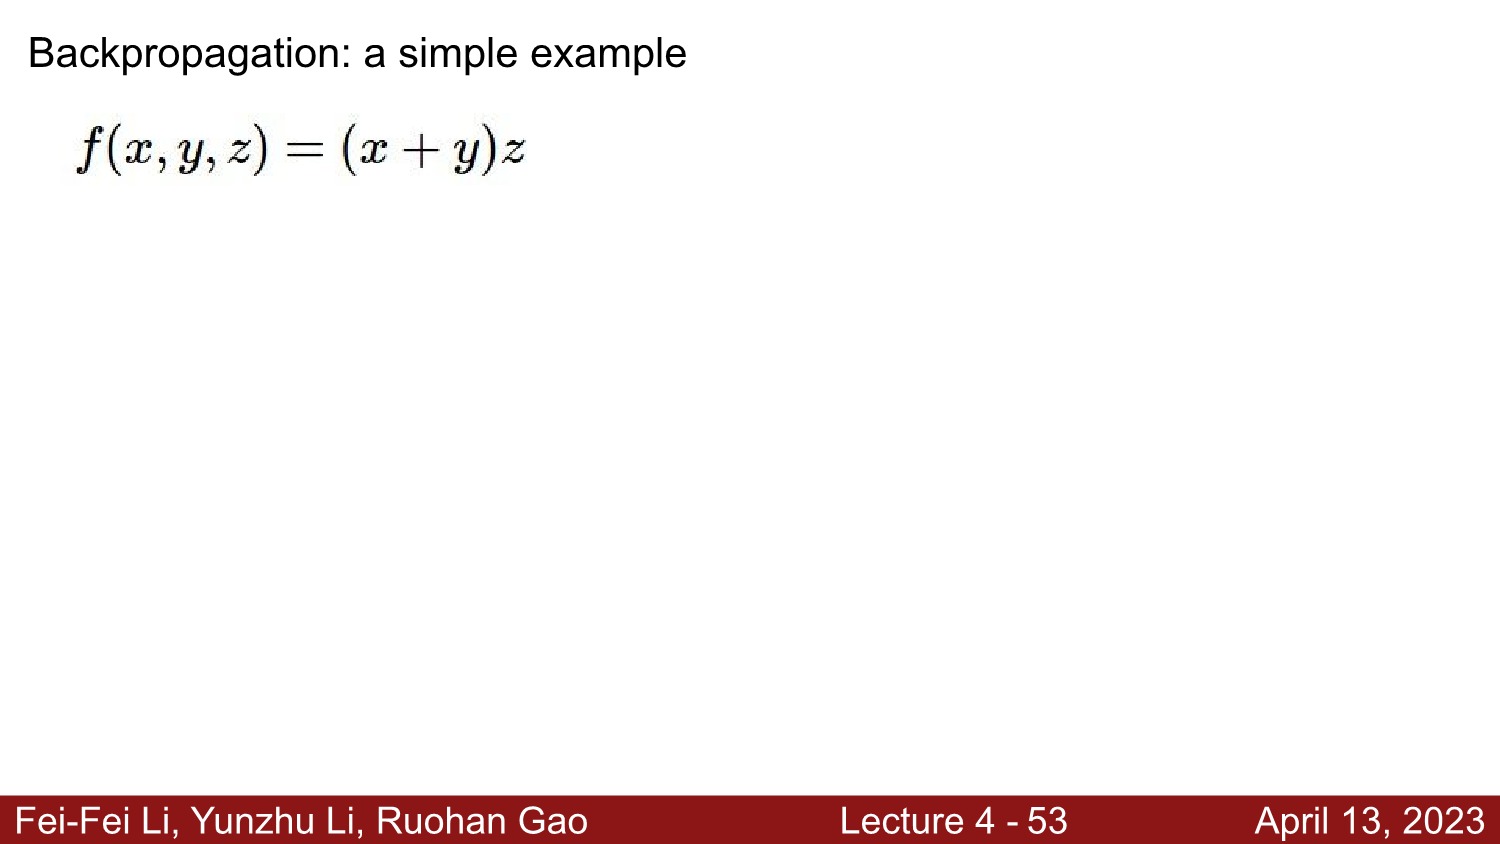 Backpropagation: a simple example
f(x, y, z) = (x + y)z
Fei-Fei Li, Yunzhu Li, Ruohan Gao
Lecture 4 - 53
April 13, 2023